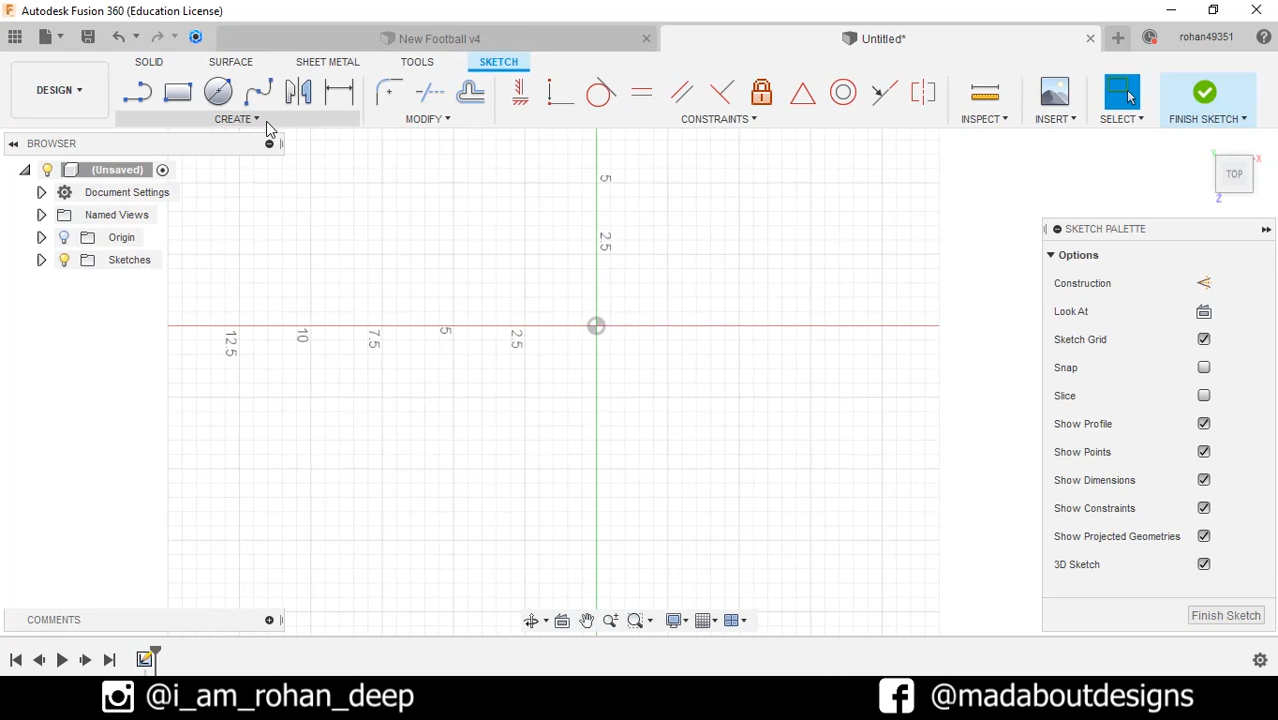 Autodesk Fusion 360 (Education License)
New Football v4
Untitled*
rohan49351
DESIGN
SOLID SURFACE SHEET METAL TOOLS SKETCH
CREATE MODIFY CONSTRAINTS INSPECT INSERT SELECT FINISH SKETCH
BROWSER
(Unsaved)
Document Settings
Named Views
Origin
Sketches
5
2.5
12.5 10 7.5 5 2.5
TOP
X
Y
Z
SKETCH PALETTE
Options
Construction
Look At
Sketch Grid
Snap
Slice
Show Profile
Show Points
Show Dimensions
Show Constraints
Show Projected Geometries
3D Sketch
Finish Sketch
COMMENTS
@i_am_rohan_deep
@madaboutdesigns